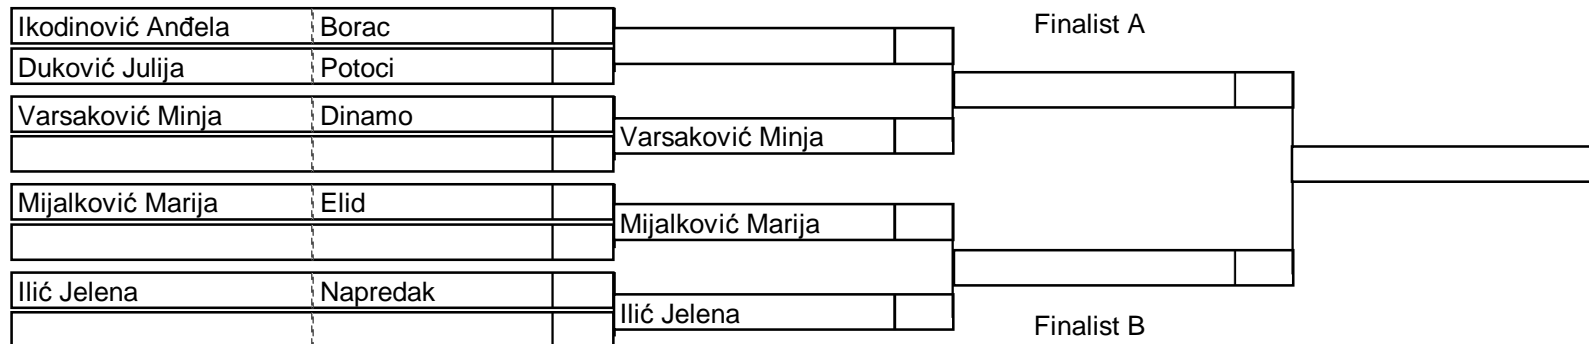 Ikodinović Anđela Borac
Finalist A
Duković Julija Potoci
Varsaković Minja Dinamo
Varsaković Minja
Mijalković Marija Elid
Mijalković Marija
Ilić Jelena Napredak
Ilić Jelena
Finalist B